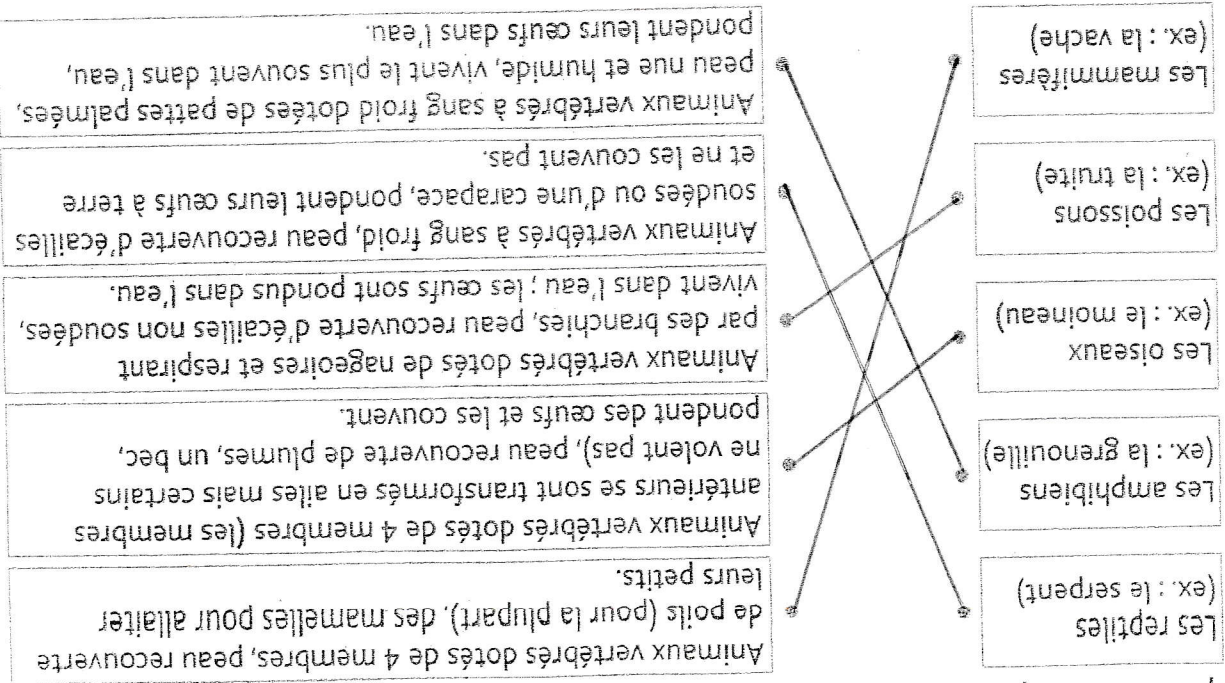 Les reptiles
(ex. : le serpent)
Les amphibiens
(ex. : la grenouille)
Les oiseaux
(ex. : le moineau)
Les poissons
(ex. : la truite)
Les mammifères
(ex. : la vache)
Animaux vertébrés dotés de 4 membres, peau recouverte
de poils (pour la plupart), des mamelles pour allaiter
leurs petits.
Animaux vertébrés dotés de 4 membres (les membres
antérieurs se sont transformés en ailes mais certains
ne volent pas), peau recouverte de plumes, un bec,
pondent des œufs et les couvent.
Animaux vertébrés dotés de nageoires et respirant
par des branchies, peau recouverte d'écailles non soudées,
vivent dans l'eau ; les œufs sont pondus dans l'eau.
Animaux vertébrés à sang froid, peau recouverte d'écailles
soudées ou d'une carapace, pondent leurs œufs à terre
et ne les couvent pas.
Animaux vertébrés à sang froid dotées de pattes palmées,
peau nue et humide, vivent le plus souvent dans l'eau,
pondent leurs œufs dans l'eau.